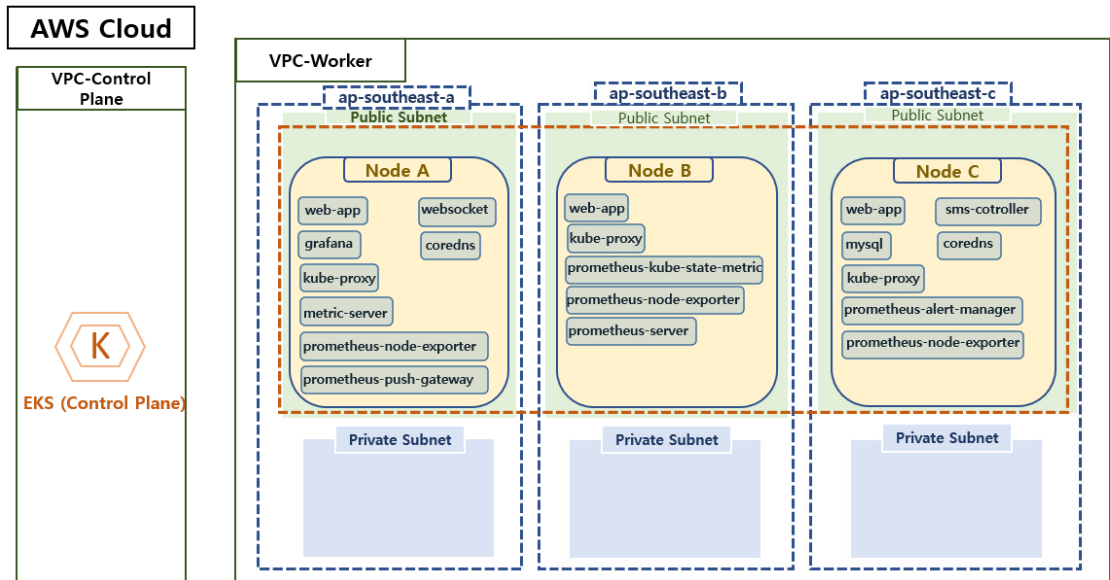 AWS Cloud
VPC-Control
Plane
EKS (Control Plane)
K
VPC-Worker
ap-southeast-a
Public Subnet
Node A
web-app
websocket
grafana
coredns
kube-proxy
metric-server
prometheus-node-exporter
prometheus-push-gateway
Private Subnet
ap-southeast-b
Public Subnet
Node B
web-app
kube-proxy
prometheus-kube-state-metric
prometheus-node-exporter
prometheus-server
Private Subnet
ap-southeast-c
Public Subnet
Node C
web-app
sms-cotroller
mysql
coredns
kube-proxy
prometheus-alert-manager
prometheus-node-exporter
Private Subnet